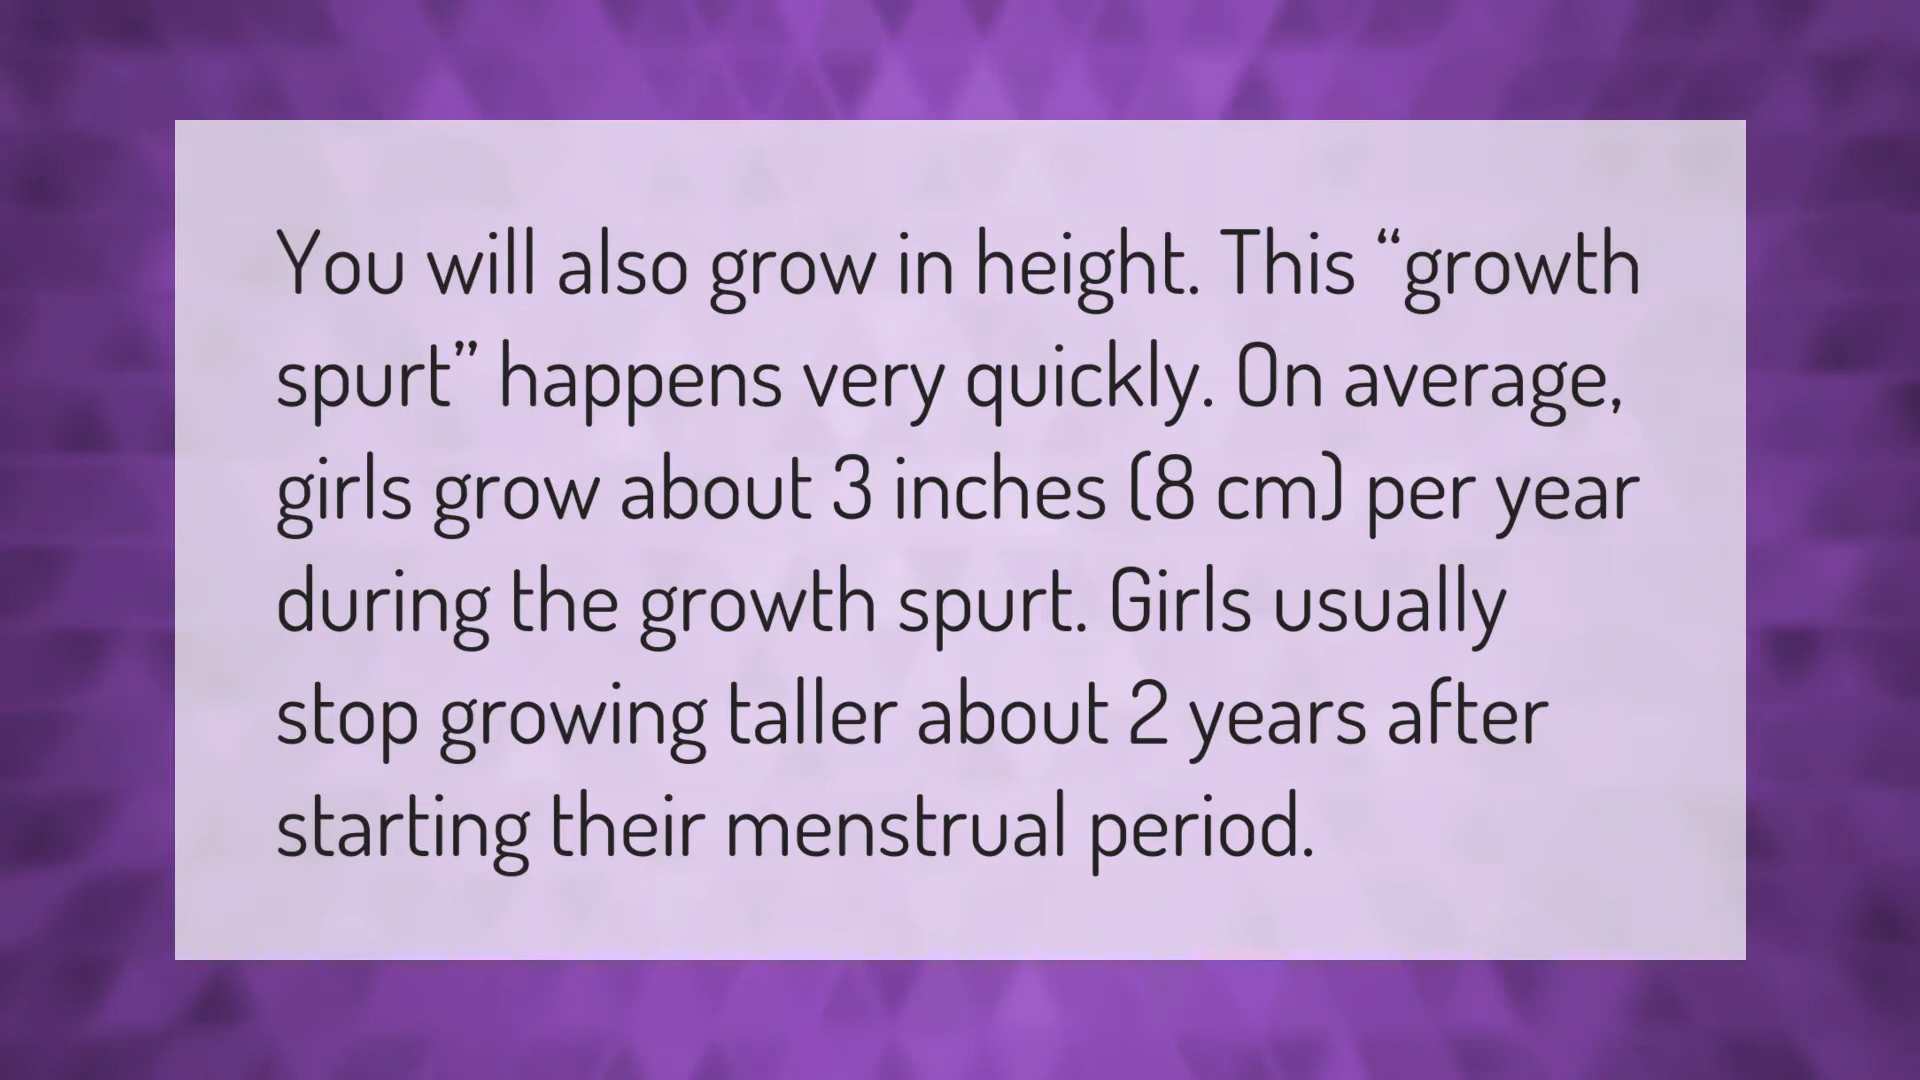 You will also grow in height. This “growth
spurt” happens very quickly. On average,
girls grow about 3 inches (8 cm) per year
during the growth spurt. Girls usually
stop growing taller about 2 years after
starting their menstrual period.